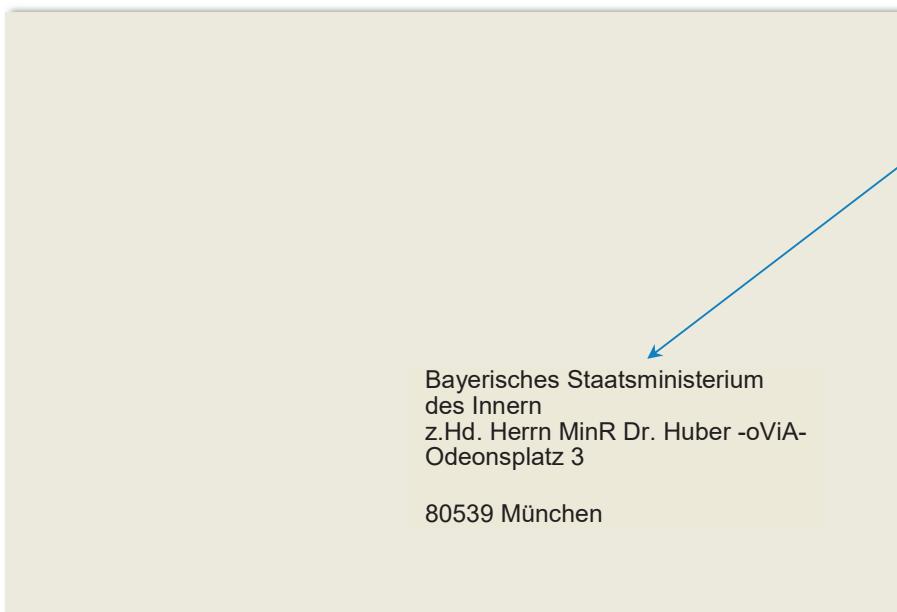 Bayerisches Staatsministerium
des Innern
z.Hd. Herrn MinR Dr. Huber -oViA-
Odeonsplatz 3
80539 München